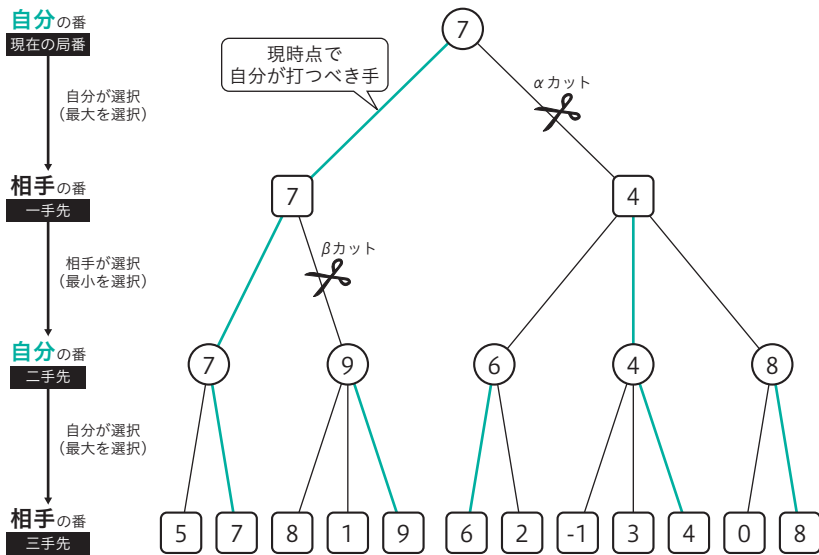 自分の番
現在の局番
自分が選択
（最大を選択）
相手の番
一手先
相手が選択
（最小を選択）
自分の番
二手先
自分が選択
（最大を選択）
相手の番
三手先
7
現時点で
自分が打つべき手
αカット
7
4
βカット
7
9
6
4
8
5
7
8
1
9
6
2
-1
3
4
0
8